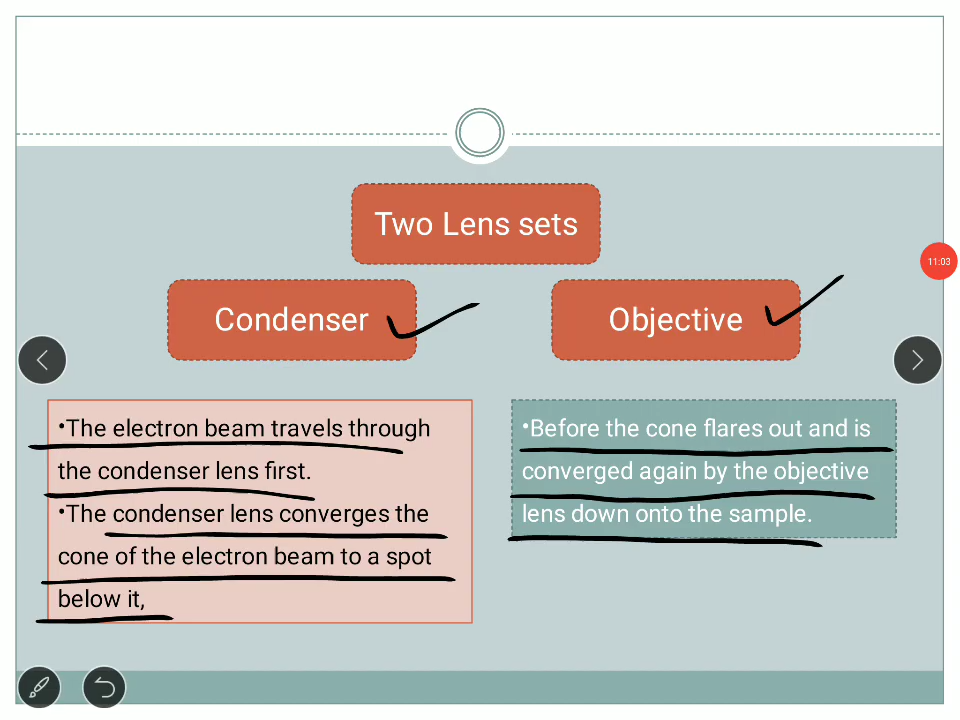 Two Lens sets
Condenser
Objective
•The electron beam travels through
the condenser lens first.
•The condenser lens converges the
cone of the electron beam to a spot
below it,
•Before the cone flares out and is
converged again by the objective
lens down onto the sample.
11:03